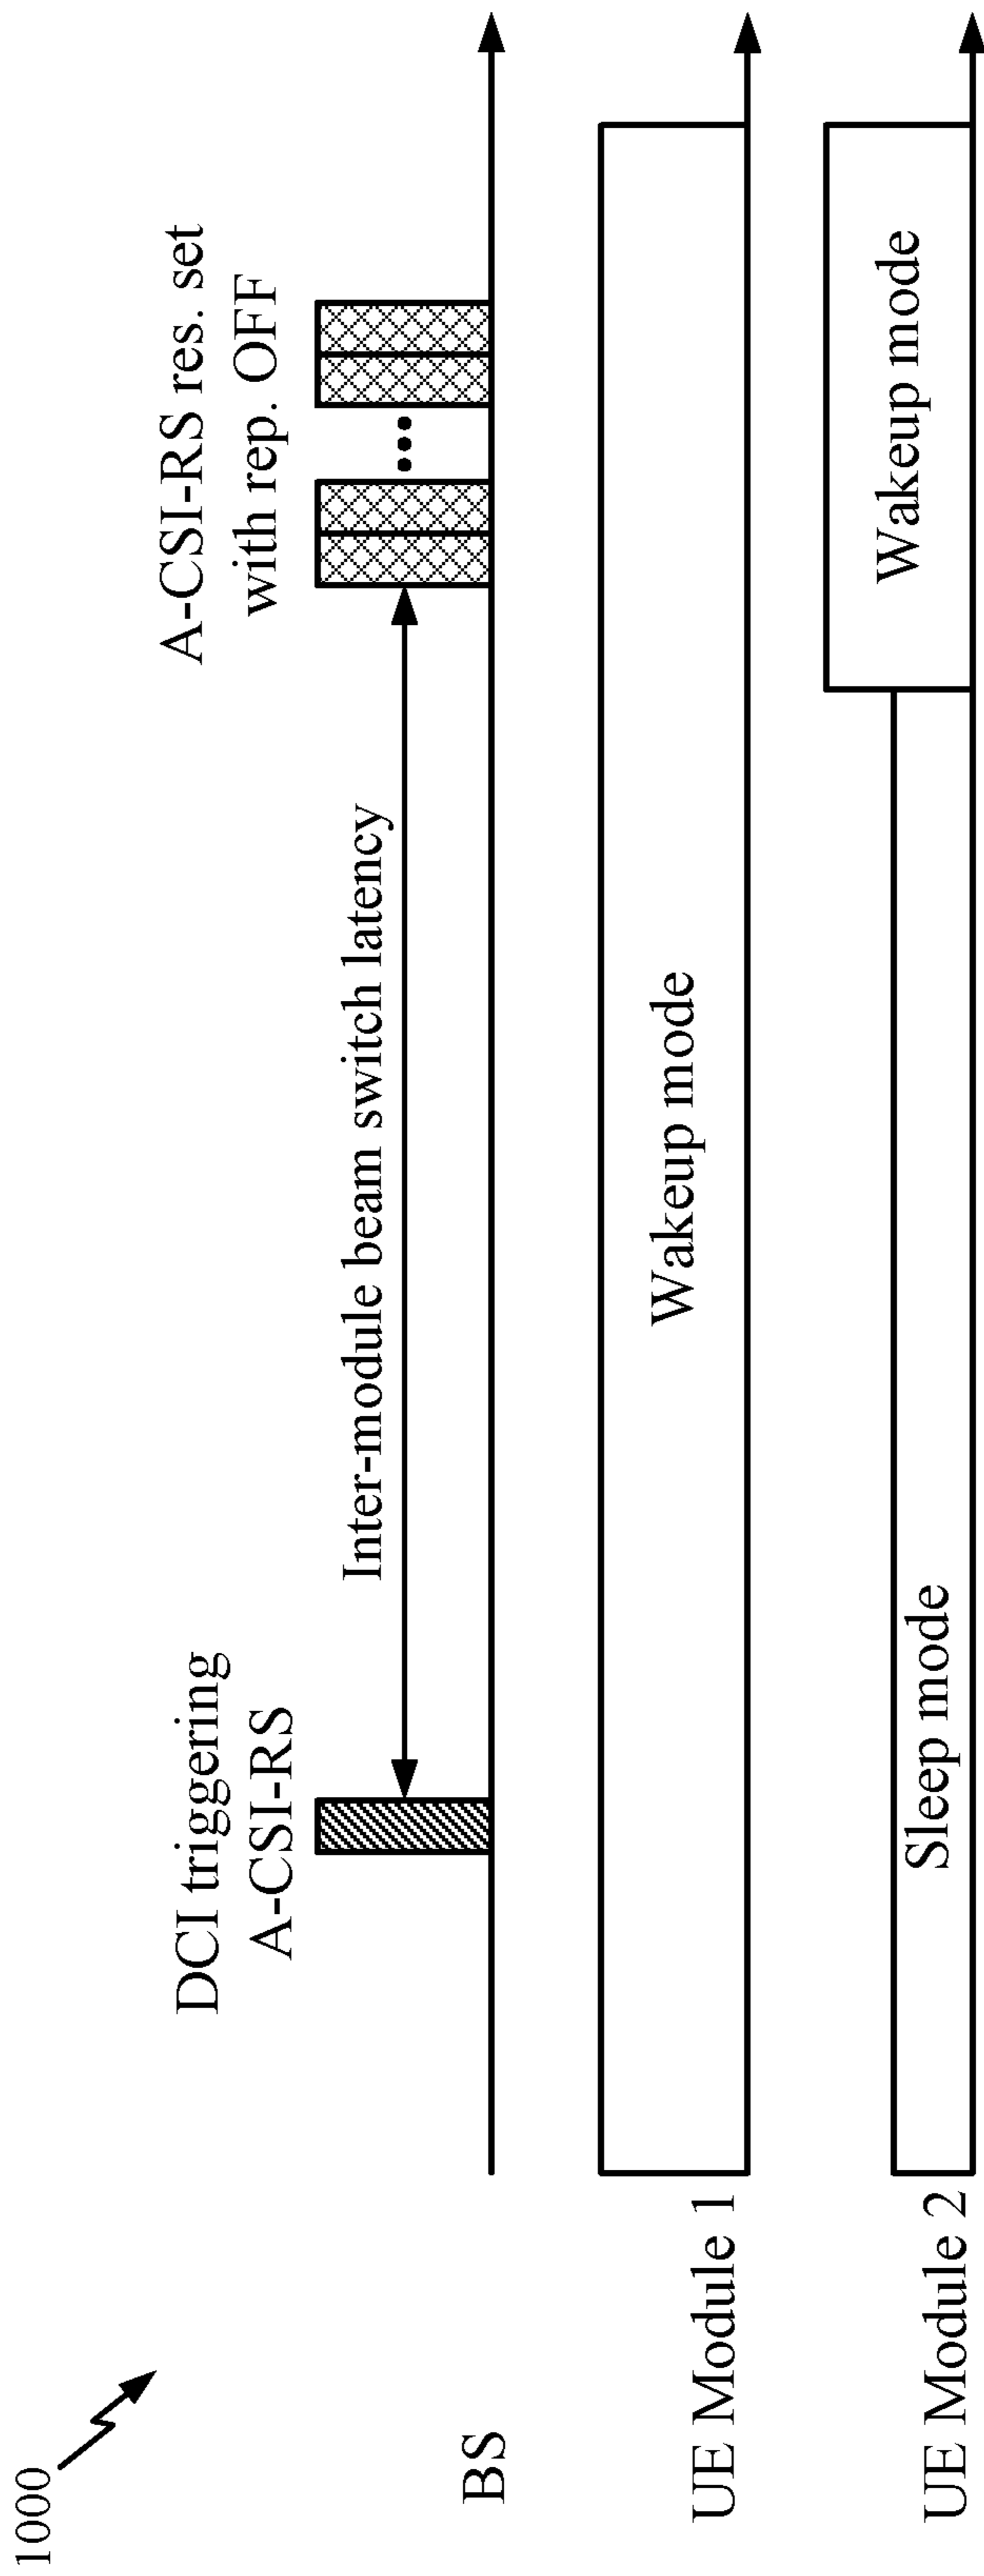 1000
DCI triggering
A-CSI-RS
A-CSI-RS res. set
with rep. OFF
Inter-module beam switch latency
BS
UE Module 1
Wakeup mode
UE Module 2
Sleep mode
Wakeup mode